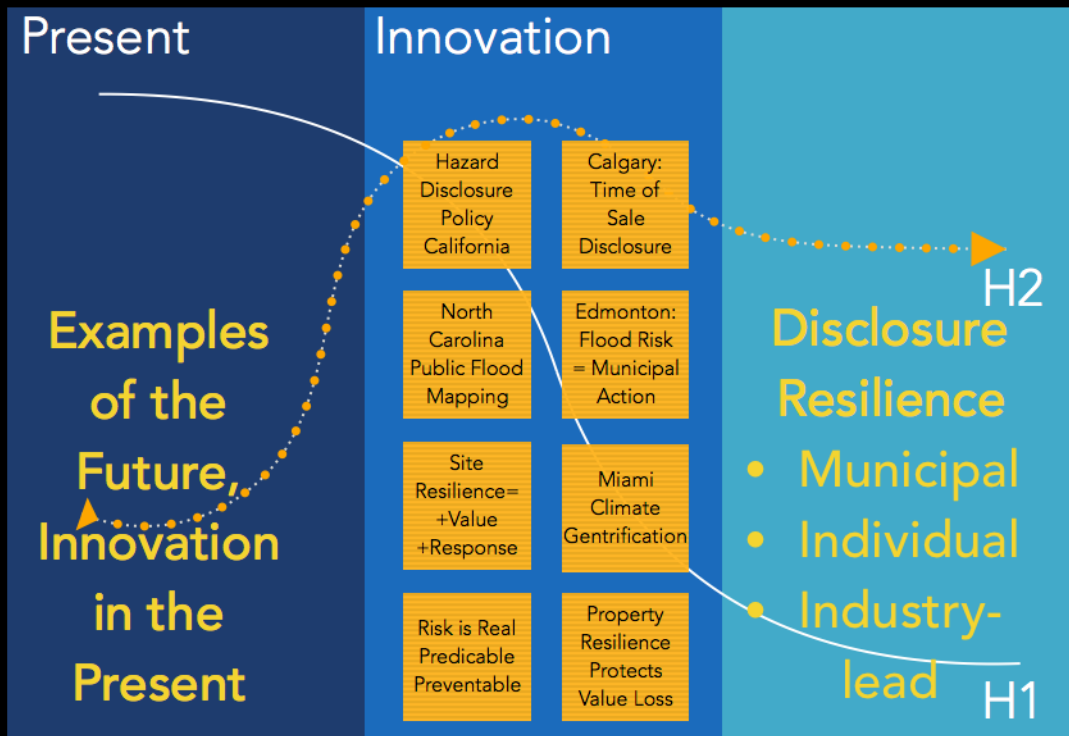 Present
Examples
of the
Future,
Innovation
in the
Present
Innovation
Hazard
Disclosure
Policy
California
Calgary:
Time of
Sale
Disclosure
North
Carolina
Public Flood
Mapping
Edmonton:
Flood Risk
= Municipal
Action
Site
Resilience=
+Value
+Response
Miami
Climate
Gentrification
Risk is Real
Predicable
Preventable
Property
Resilience
Protects
Value Loss
H2
Disclosure
Resilience
• Municipal
• Individual
• Industry-
lead
H1